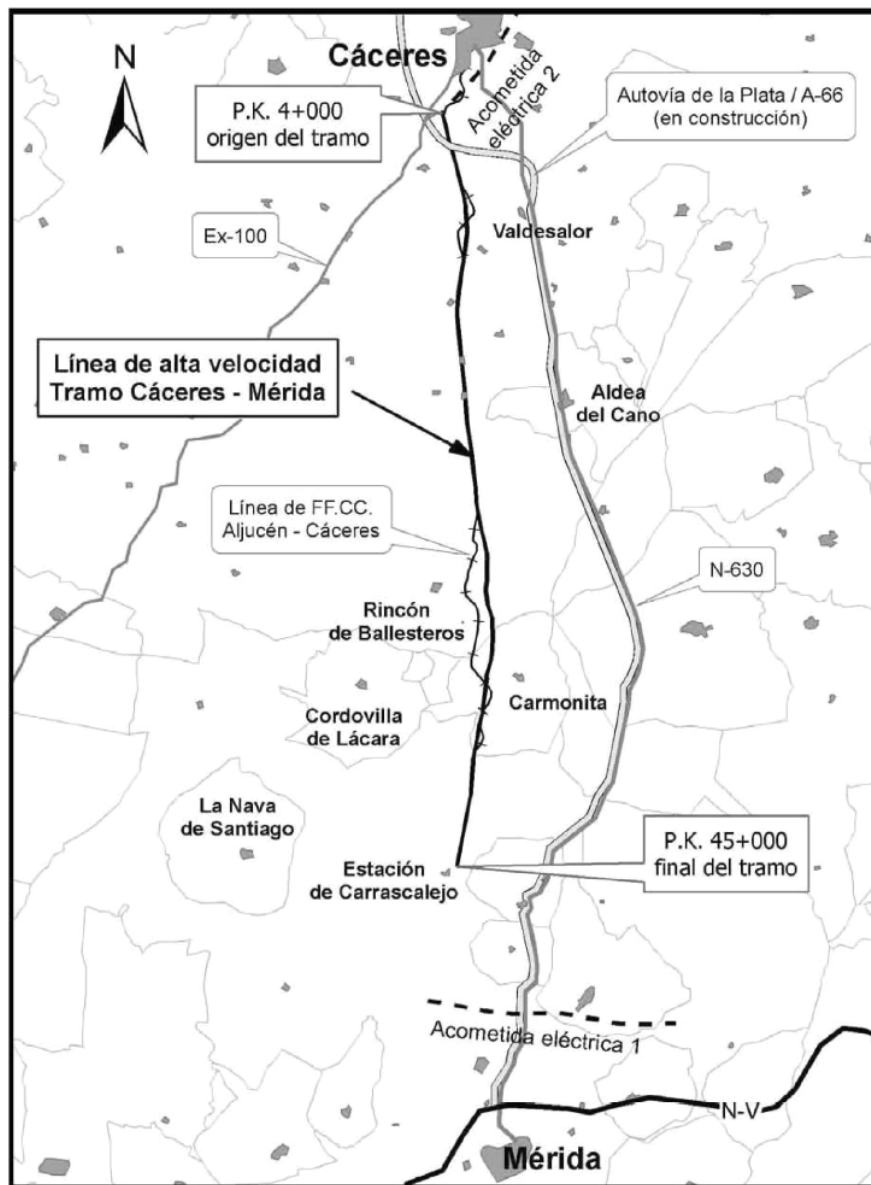 N
Cáceres
Acometida
eléctrica 2
P.K. 4+000
origen del tramo
Autovía de la Plata / A-66
(en construcción)
Ex-100
Valdesalor
Línea de alta velocidad
Tramo Cáceres - Mérida
Aldea
del Cano
Línea de FF.CC.
Aljucén - Cáceres
N-630
Rincón
de Ballesteros
Carmonita
Cordovilla
de Lácara
La Nava
de Santiago
P.K. 45+000
final del tramo
Estación
de Carrascalejo
Acometida eléctrica 1
N-V
Mérida